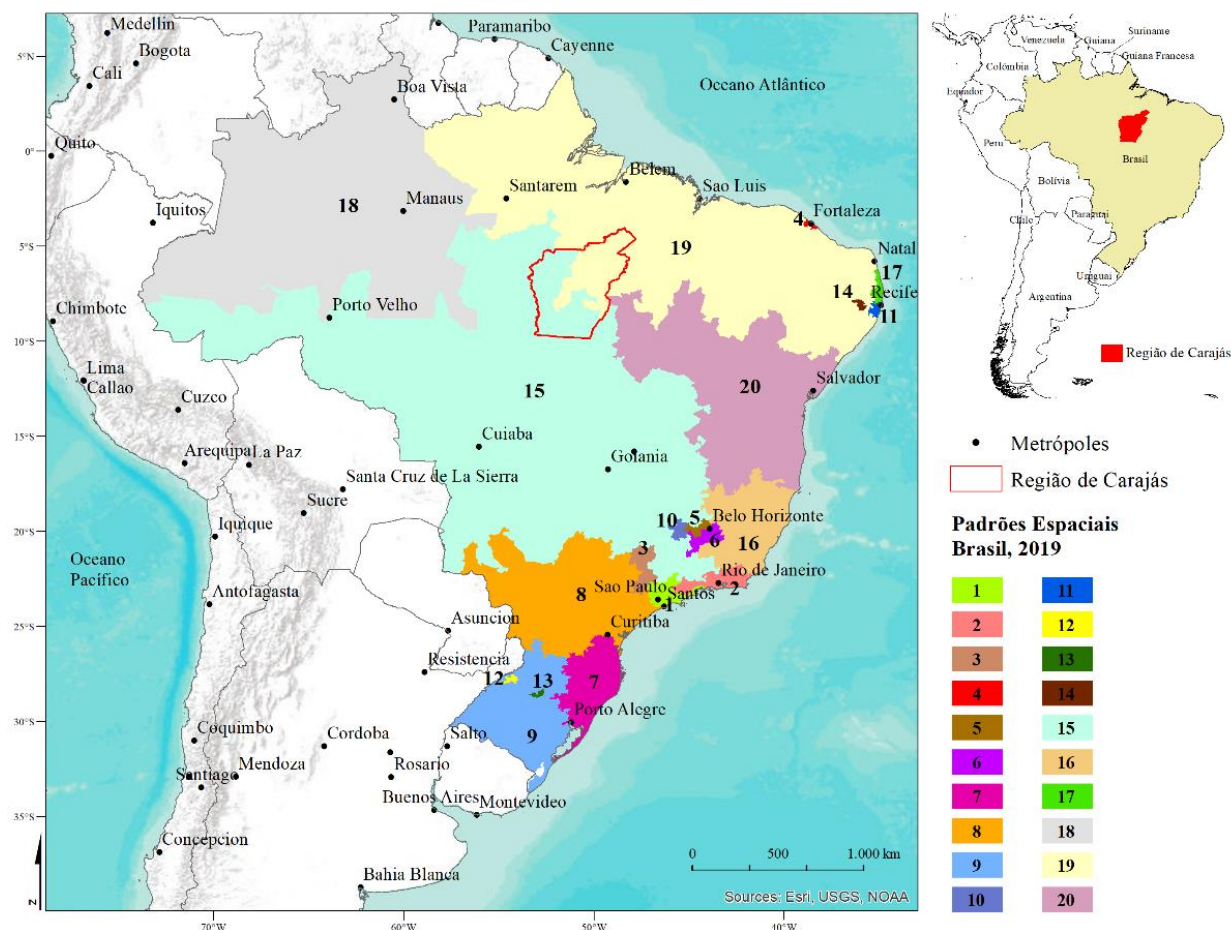 Medellin
Paramaribo
Bogota
Cayenne
Cali
Boa Vista
Oceano Atlântico
5°N
Quito
0°
Belem
Santarem
Sao Luis
Iquitos
18
Manaus
4
Fortaleza
5°S
19
Natal
17
14
Recife
Chimbote
Porto Velho
11
10°S
Lima
Callao
20
Salvador
Cuzco
15
15°S
Cuiaba
Arequipa
La Paz
Goiania
Santa Cruz de La Sierra
Sucre
5
10
Belo Horizonte
20°S
Iquique
6
3
16
Oceano
Pacífico
Rio de Janeiro
Sao Paulo
Santos
8
2
Antofagasta
1
25°S
Asuncion
Curitiba
Resistencia
12
13
7
30°S
Porto Alegre
Coquimbo
Cordoba
Salto
9
Santiago
Mendoza
Rosario
Buenos Aires
Montevideo
35°S
Concepcion
0 500 1.000 km
Bahia Blanca
Sources: Esri, USGS, NOAA
N
70°W 60°W 50°W 40°W
Suriname
Venezuela
Guiana
Guiana Francesa
Colômbia
Equador
Peru
Brasil
Bolívia
Chile
Paraguai
Uruguai
Argentina
Região de Carajás
Metrópoles
Região de Carajás
Padrões Espaciais
Brasil, 2019
1 11
2 12
3 13
4 14
5 15
6 16
7 17
8 18
9 19
10 20